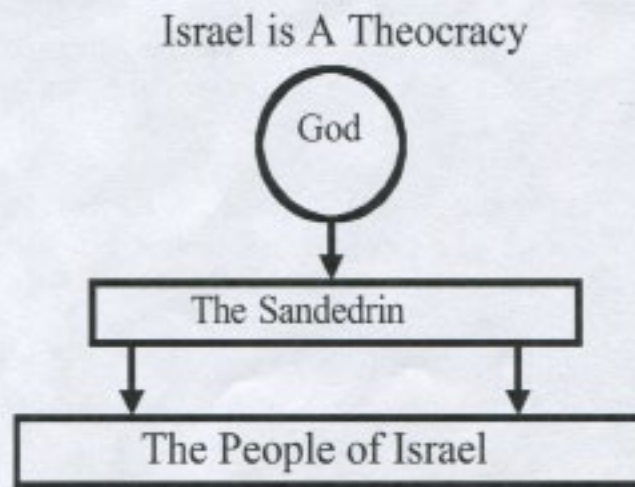 Israel is A Theocracy
God
The Sandedrin
The People of Israel